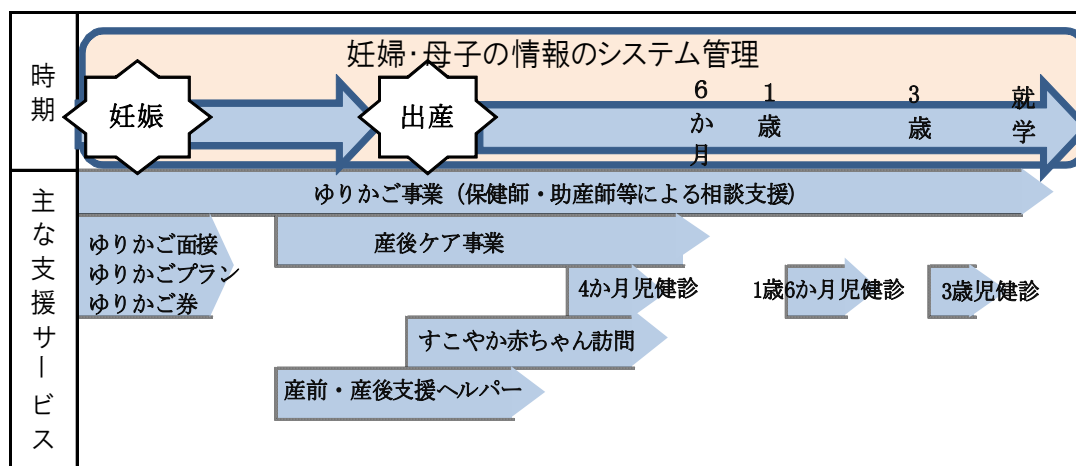 時期
妊婦・母子の情報のシステム管理
妊娠
出産
6か月
1歳
3歳
就学
主な支援サービス
ゆりかご事業（保健師・助産師等による相談支援）
ゆりかご面接
ゆりかごプラン
ゆりかご券
産後ケア事業
4か月児健診
1歳6か月児健診
3歳児健診
すこやか赤ちゃん訪問
産前・産後支援ヘルパー